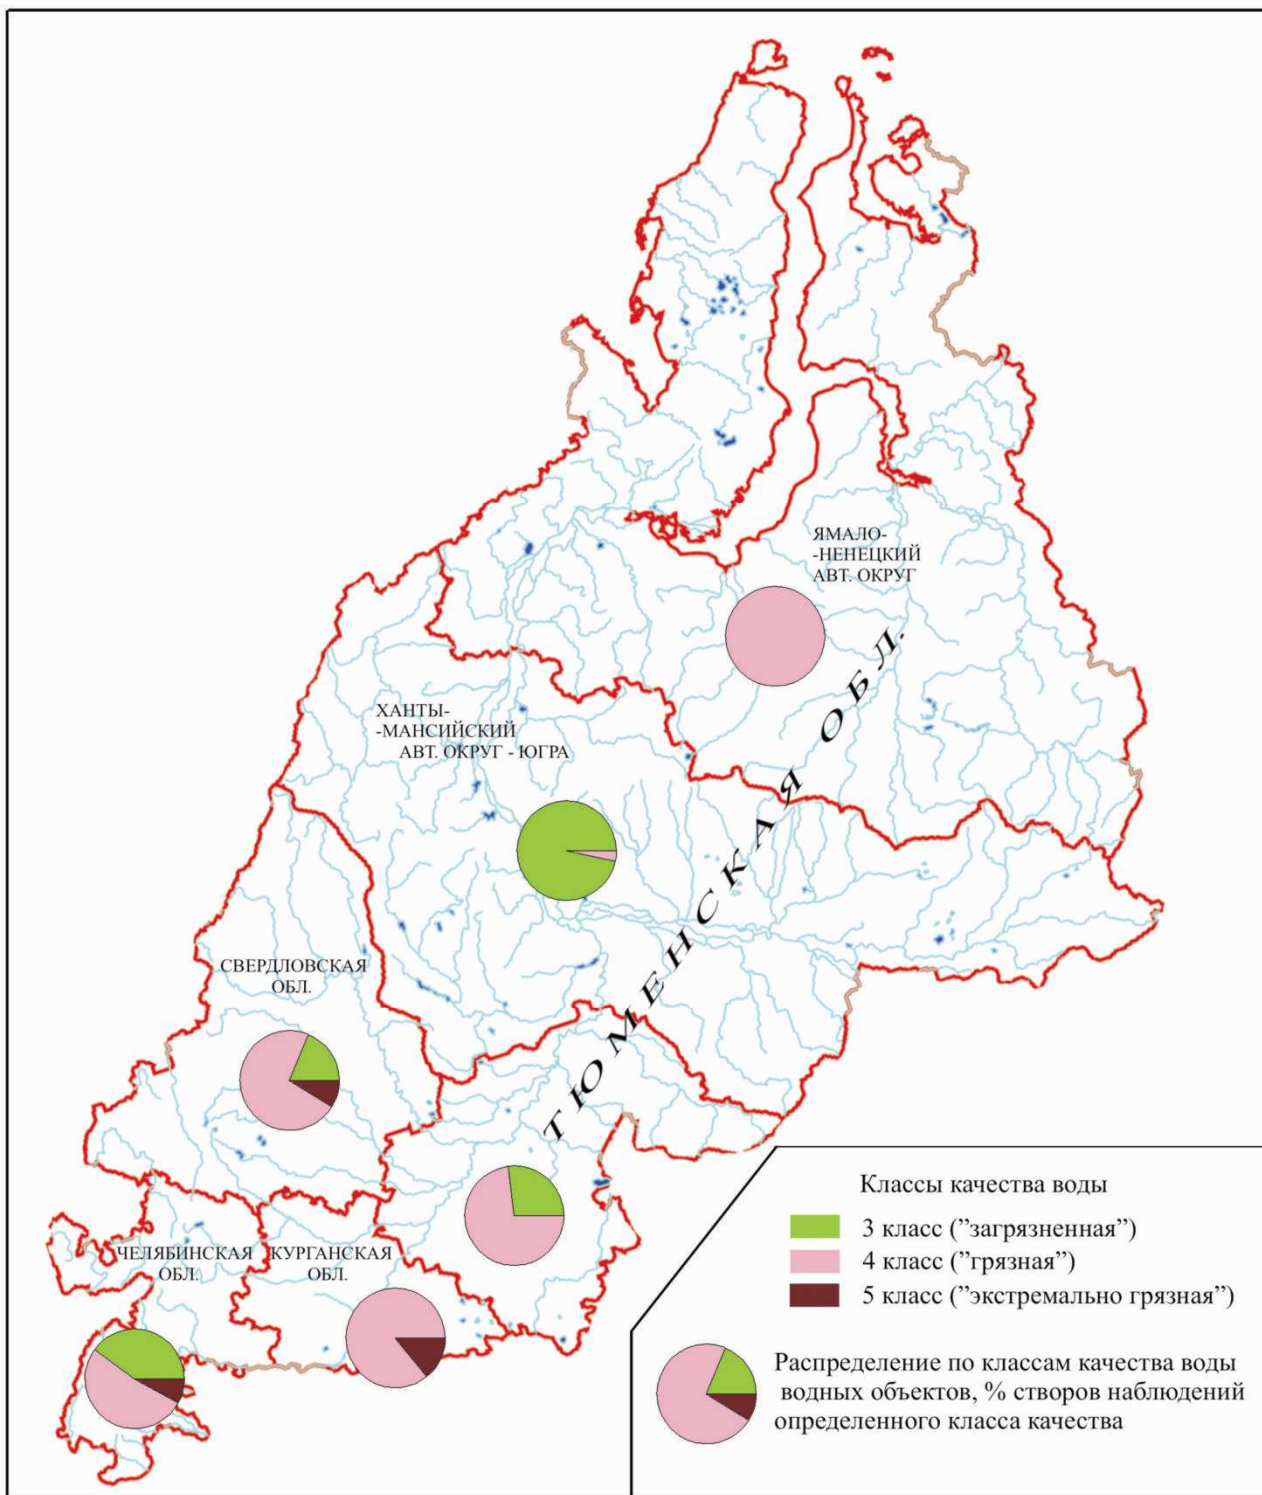 ЯМАЛО-
-НЕНЕЦКИЙ
АВТ. ОКРУГ
ХАНТЫ-
-МАНСИЙСКИЙ
АВТ. ОКРУГ - ЮГРА
ТЮМЕНСКАЯ ОБЛ.
СВЕРДЛОВСКАЯ
ОБЛ.
ЧЕЛЯБИНСКАЯ
ОБЛ.
КУРГАНСКАЯ
ОБЛ.
Классы качества воды
3 класс (”загрязненная”)
4 класс (”грязная”)
5 класс (”экстремально грязная”)
Распределение по классам качества воды
водных объектов, % створов наблюдений
определенного класса качества